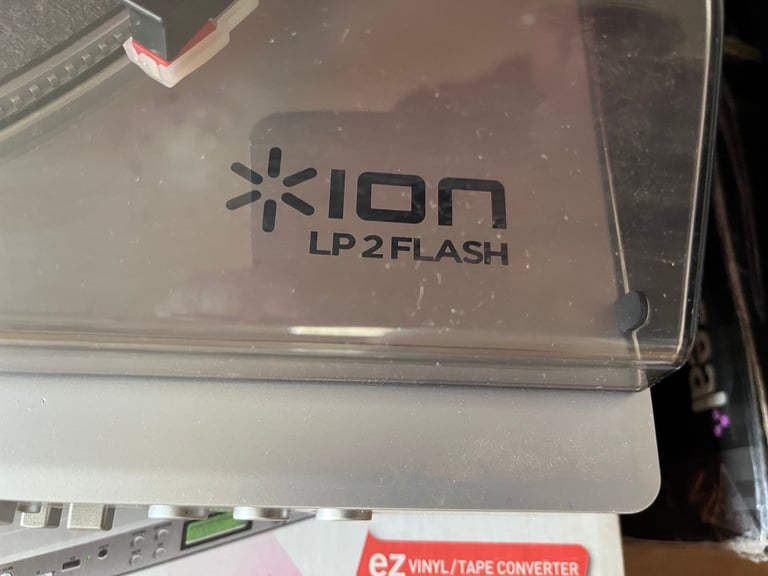 ION
LP 2 FLASH
ez VINYL/TAPE CONVERTER